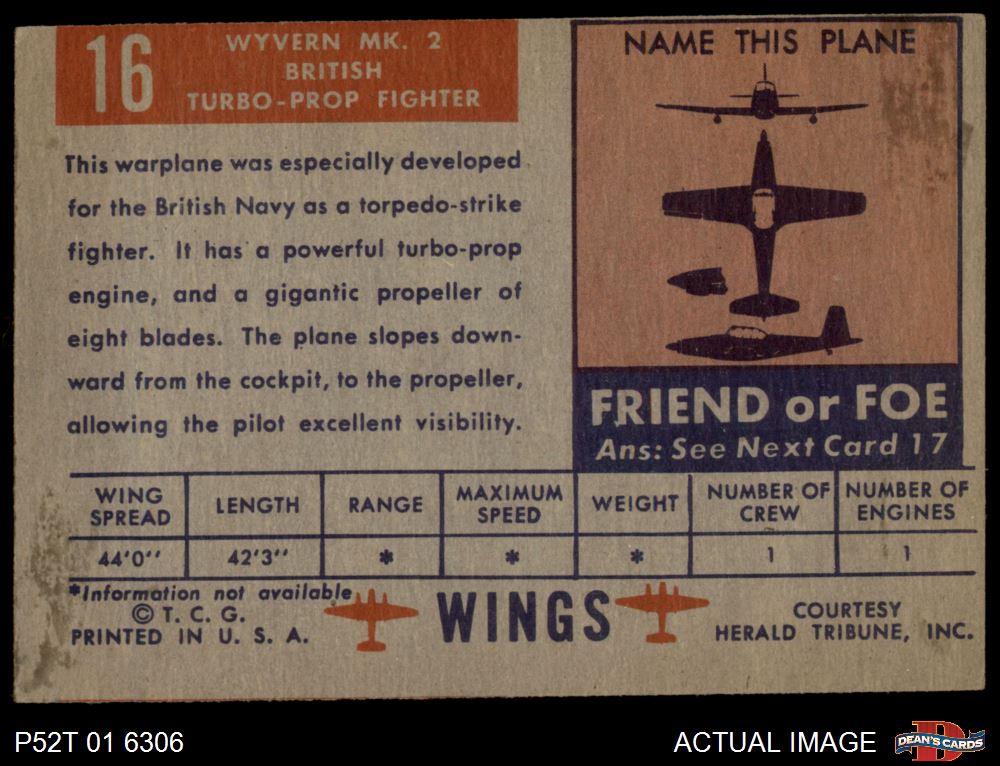 16
WYVERN MK. 2
BRITISH
TURBO-PROP FIGHTER
This warplane was especially developed
for the British Navy as a torpedo-strike
fighter. It has a powerful turbo-prop
engine, and a gigantic propeller of
eight blades. The plane slopes down-
ward from the cockpit, to the propeller,
allowing the pilot excellent visibility.
NAME THIS PLANE
FRIEND or FOE
Ans: See Next Card 17
WING SPREAD LENGTH RANGE MAXIMUM SPEED WEIGHT NUMBER OF CREW NUMBER OF ENGINES
44'0'' 42'3'' * * * 1 1
*Information not available
© T. C. G.
PRINTED IN U. S. A.
WINGS
COURTESY
HERALD TRIBUNE, INC.
P52T 01 6306
ACTUAL IMAGE
DEAN'S CARDS